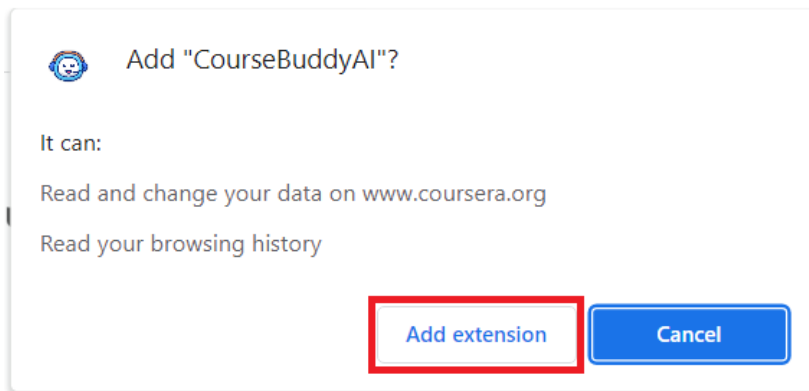 Add "CourseBuddyAI"?
It can:
Read and change your data on www.coursera.org
Read your browsing history
Add extension
Cancel